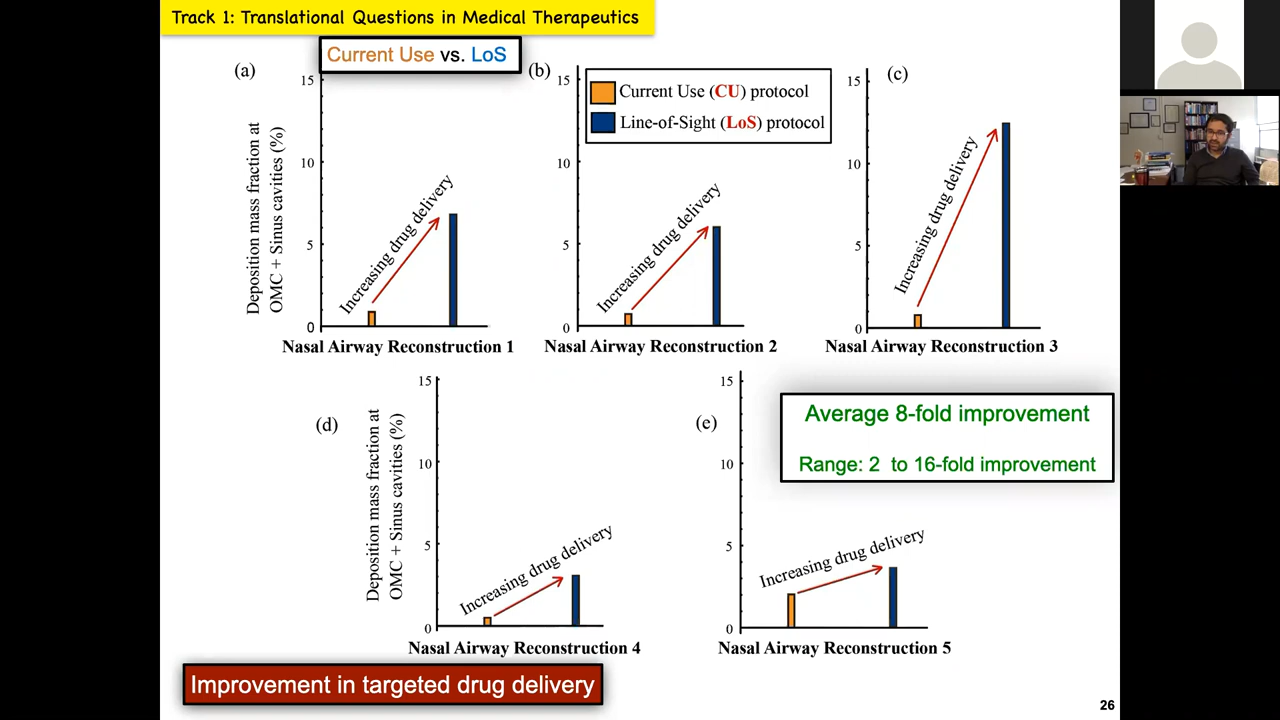 Track 1: Translational Questions in Medical Therapeutics
Current Use vs. LoS
(a)
15
10
5
0
Deposition mass fraction at
OMC + Sinus cavities (%)
Increasing drug delivery
Nasal Airway Reconstruction 1
(b)
15
10
5
0
Current Use (CU) protocol
Line-of-Sight (LoS) protocol
Increasing drug delivery
Nasal Airway Reconstruction 2
(c)
15
10
5
0
Increasing drug delivery
Nasal Airway Reconstruction 3
(d)
15
10
5
0
Deposition mass fraction at
OMC + Sinus cavities (%)
Increasing drug delivery
Nasal Airway Reconstruction 4
(e)
15
10
5
0
Increasing drug delivery
Nasal Airway Reconstruction 5
Average 8-fold improvement
Range: 2 to 16-fold improvement
Improvement in targeted drug delivery
26